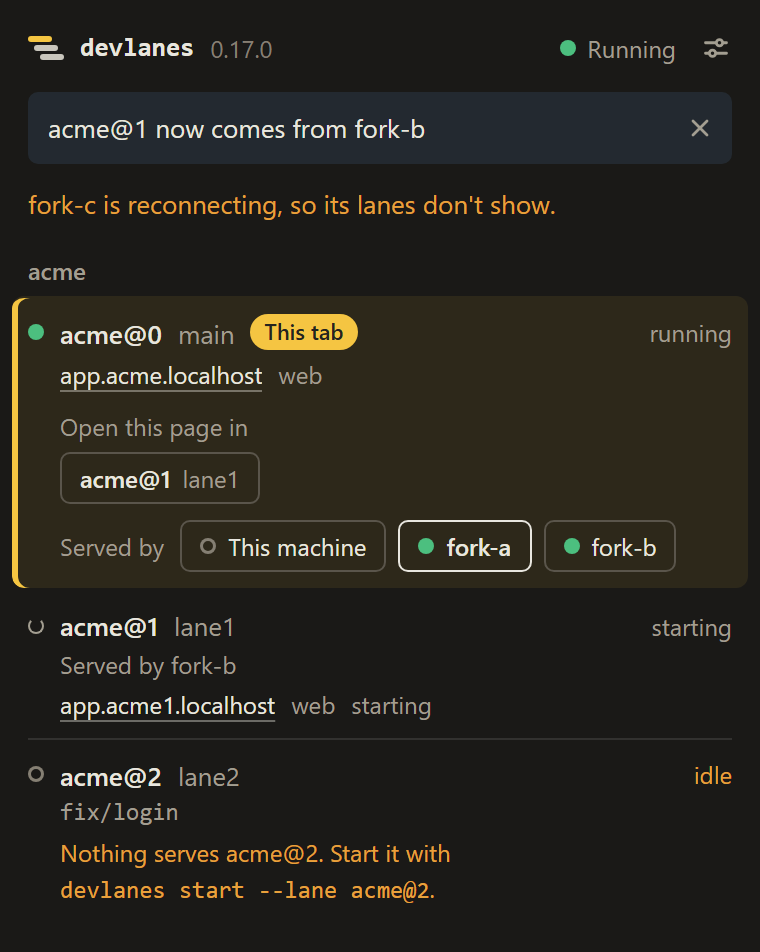 devlanes 0.17.0 Running
acme@1 now comes from fork-b
fork-c is reconnecting, so its lanes don't show.
acme
acme@0 main This tab running
app.acme.localhost web
Open this page in
acme@1 lane1
Served by This machine fork-a fork-b
acme@1 lane1 starting
Served by fork-b
app.acme1.localhost web starting
acme@2 lane2 idle
fix/login
Nothing serves acme@2. Start it with
devlanes start --lane acme@2.